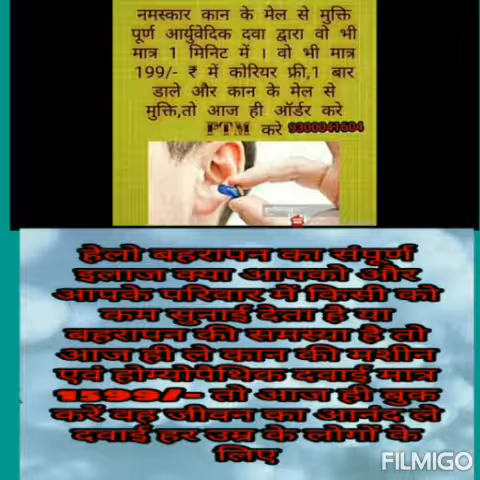 नमस्कार कान के मेल से मुक्ति
पूर्ण आर्युवेदिक दवा द्वारा वो भी
मात्र 1 मिनिट में । वो भी मात्र
199/- ₹ में कोरियर फ्री,1 बार
डाले और कान के मेल से
मुक्ति,तो आज ही ऑर्डर करे
PTM करे 9300041604
हेलो बहरापन का संपूर्ण
इलाज क्या आपको और
आपके परिवार में किसी को
कम सुनाई देता है या
बहरापन की समस्या है तो
आज ही ले कान की मशीन
एवं होम्योपैथिक दवाई मात्र
1599/- तो आज ही बुक
करें वह जीवन का आनंद ले
दवाई हर उम्र के लोगों के
लिए
FILMIGO